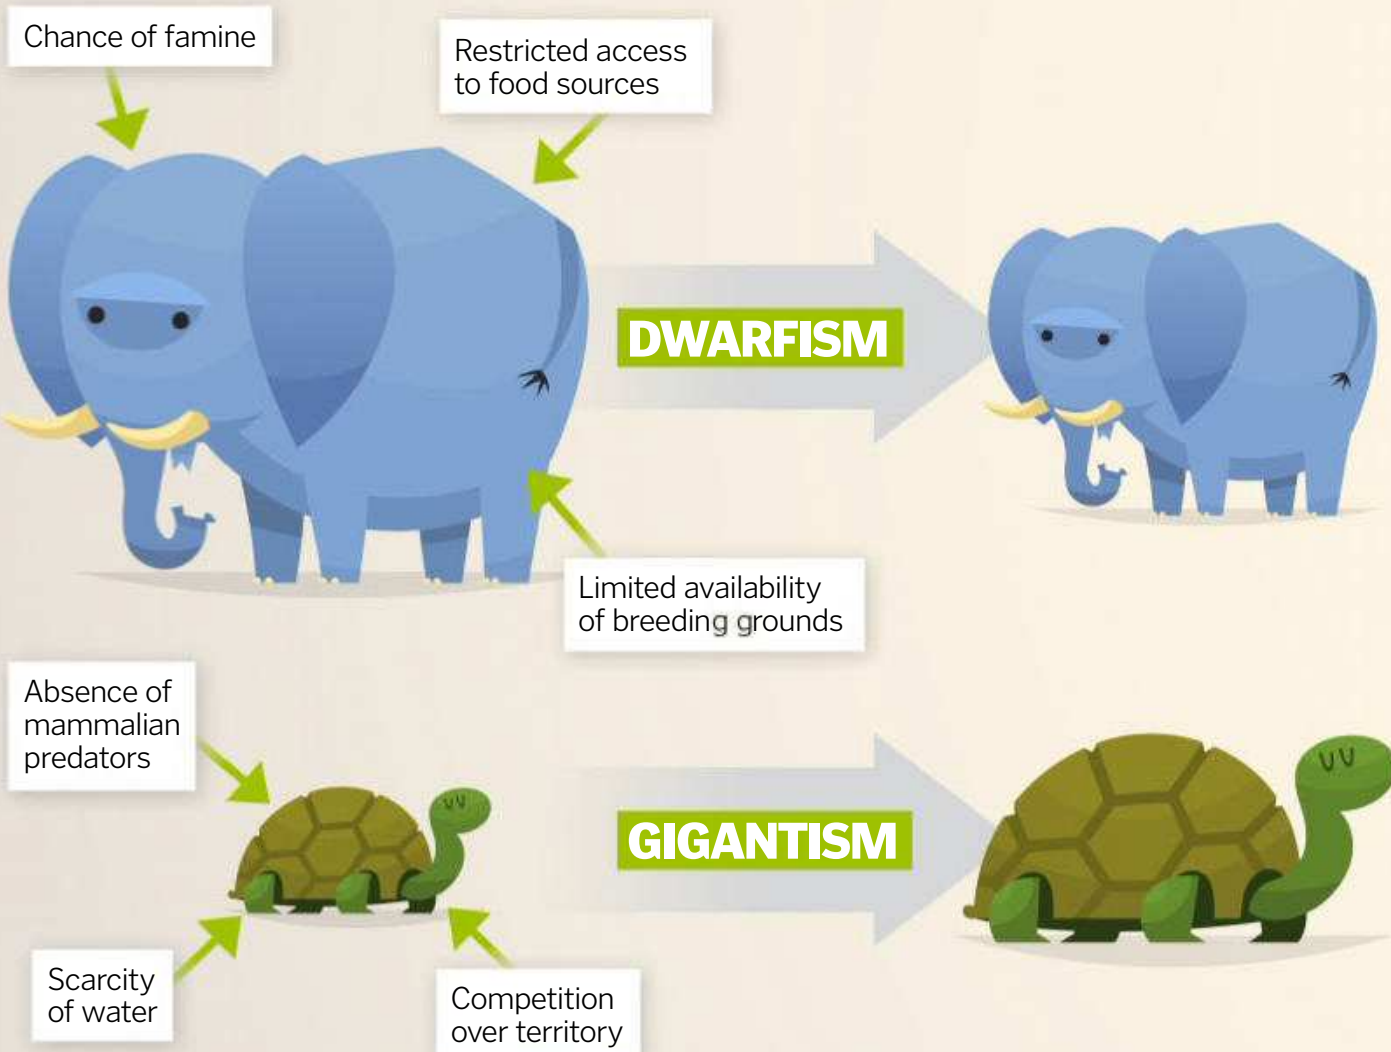 Chance of famine
Restricted access
to food sources
DWARFISM
Limited availability
of breeding grounds
Absence of
mammalian
predators
GIGANTISM
Scarcity
of water
Competition
over territory